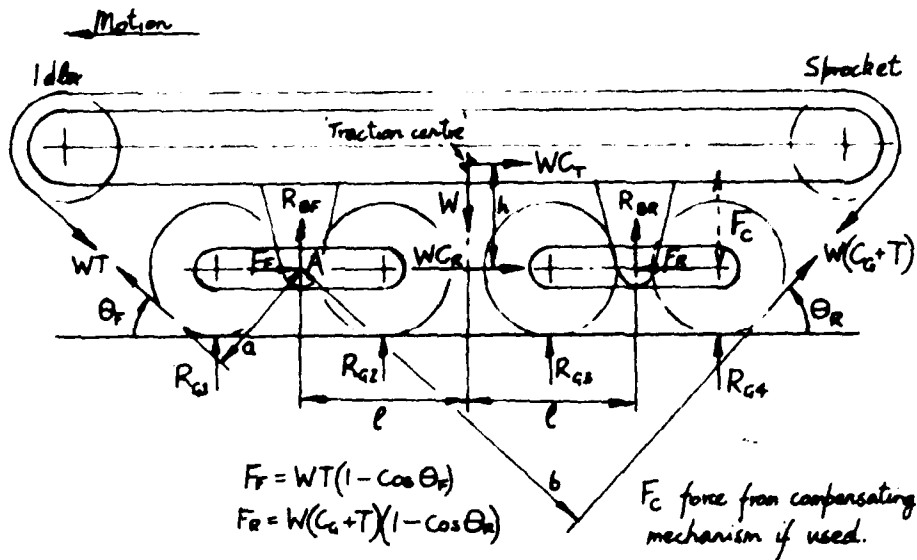 Motion
Idler
Sprocket
Traction centre
WC_T
R_BF
W
h
R_BR
F_C
WT
F_F
A
WC_R
F_R
W(C_G+T)
θ_F
θ_R
a
R_G1
R_G2
R_G3
R_G4
l
l
b
F_F = WT(1-cos θ_F)
F_R = W(C_G+T)(1-cos θ_R)
F_C force from compensating
mechanism if used.